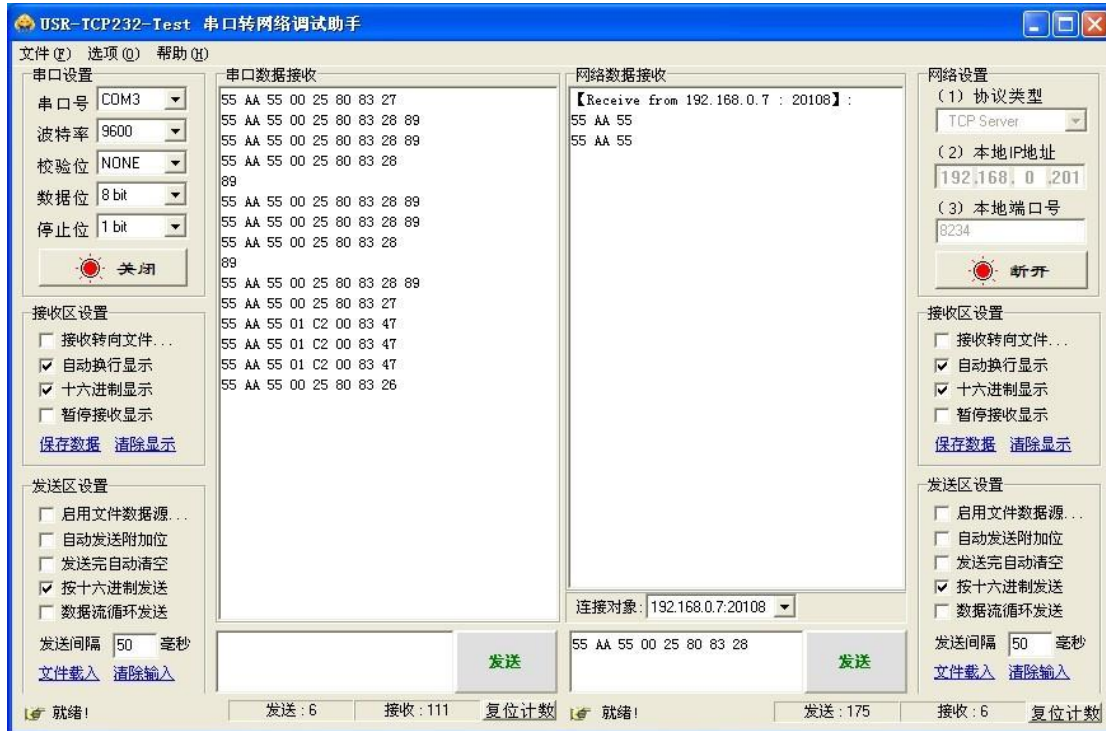 USR-TCP232-Test 串口转网络调试助手
文件(F) 选项(O) 帮助(H)
串口设置
串口号 COM3
波特率 9600
校验位 NONE
数据位 8 bit
停止位 1 bit
关闭
接收区设置
接收转向文件...
自动换行显示
十六进制显示
暂停接收显示
保存数据 清除显示
发送区设置
启用文件数据源...
自动发送附加位
发送完自动清空
按十六进制发送
数据流循环发送
发送间隔 50 毫秒
文件载入 清除输入
就绪!
串口数据接收
55 AA 55 00 25 80 83 27
55 AA 55 00 25 80 83 28 89
55 AA 55 00 25 80 83 28 89
55 AA 55 00 25 80 83 28
89
55 AA 55 00 25 80 83 28 89
55 AA 55 00 25 80 83 28 89
55 AA 55 00 25 80 83 28
89
55 AA 55 00 25 80 83 28 89
55 AA 55 00 25 80 83 27
55 AA 55 01 C2 00 83 47
55 AA 55 01 C2 00 83 47
55 AA 55 01 C2 00 83 47
55 AA 55 00 25 80 83 26
发送
发送:6 接收:111 复位计数
网络数据接收
【Receive from 192.168.0.7 : 20108】:
55 AA 55
55 AA 55
连接对象: 192.168.0.7:20108
55 AA 55 00 25 80 83 28
发送
就绪!
发送:175 接收:6 复位计数
网络设置
(1) 协议类型
TCP Server
(2) 本地IP地址
192.168. 0 .201
(3) 本地端口号
8234
断开
接收区设置
接收转向文件...
自动换行显示
十六进制显示
暂停接收显示
保存数据 清除显示
发送区设置
启用文件数据源...
自动发送附加位
发送完自动清空
按十六进制发送
数据流循环发送
发送间隔 50 毫秒
文件载入 清除输入